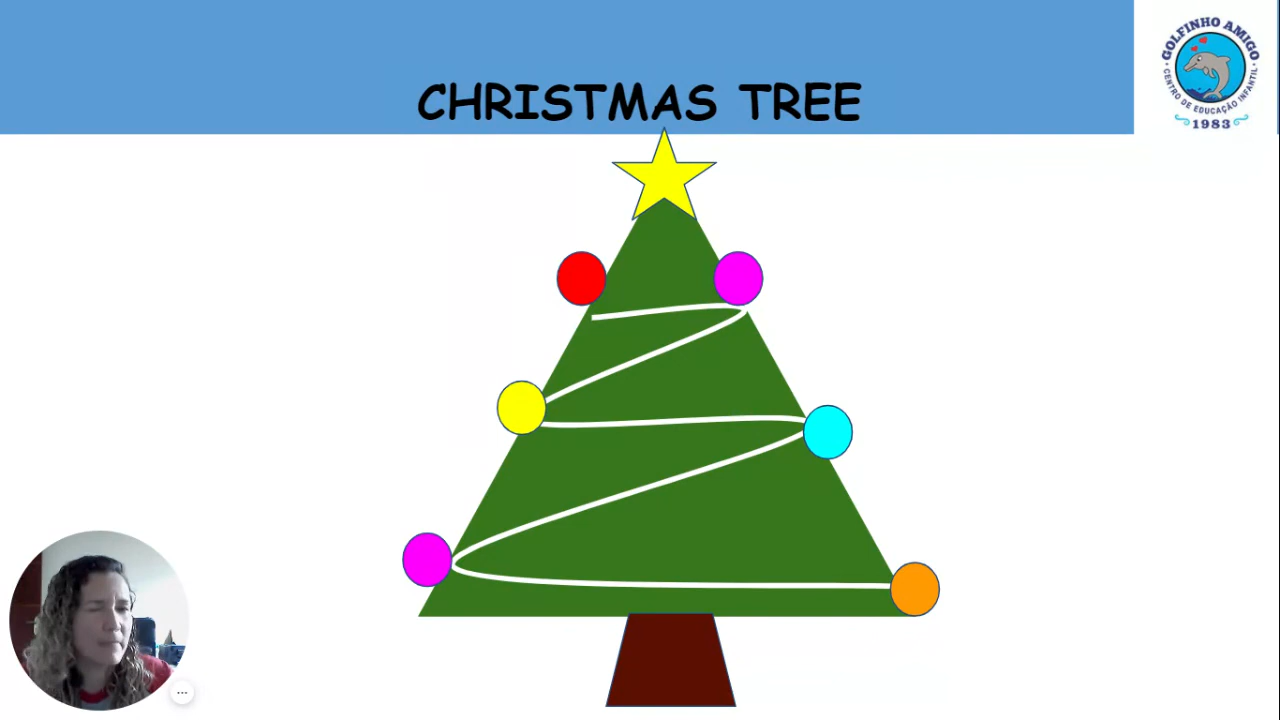 CHRISTMAS TREE
GOLFINHO AMIGO
• CENTRO DE EDUCAÇÃO INFANTIL •
1983
...